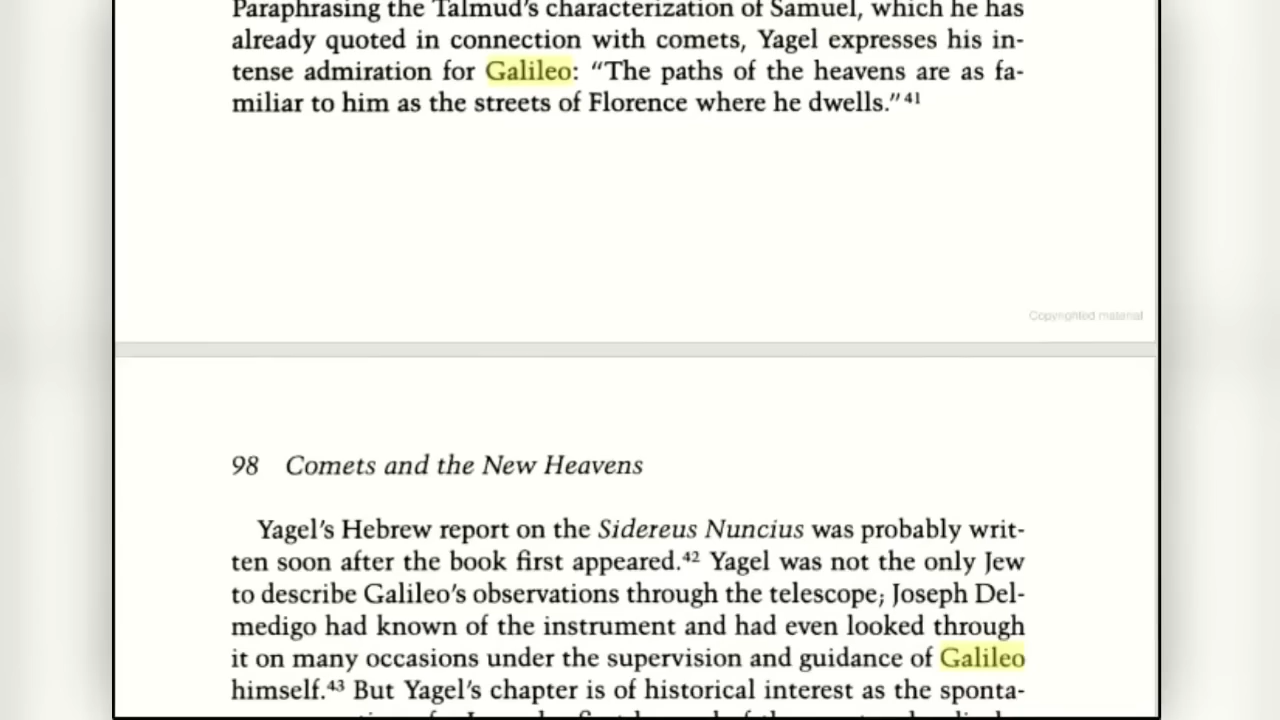 Paraphrasing the Talmud's characterization of Samuel, which he has
already quoted in connection with comets, Yagel expresses his in-
tense admiration for Galileo: "The paths of the heavens are as fa-
miliar to him as the streets of Florence where he dwells."41
Copyrighted material
98 Comets and the New Heavens
Yagel's Hebrew report on the Sidereus Nuncius was probably writ-
ten soon after the book first appeared.42 Yagel was not the only Jew
to describe Galileo's observations through the telescope; Joseph Del-
medigo had known of the instrument and had even looked through
it on many occasions under the supervision and guidance of Galileo
himself.43 But Yagel's chapter is of historical interest as the sponta-